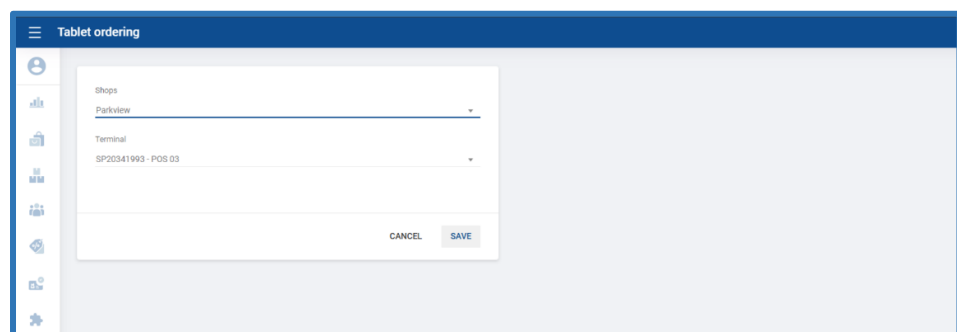 Tablet ordering
Shops
Parkview
Terminal
SP20341993 - POS 03
CANCEL SAVE